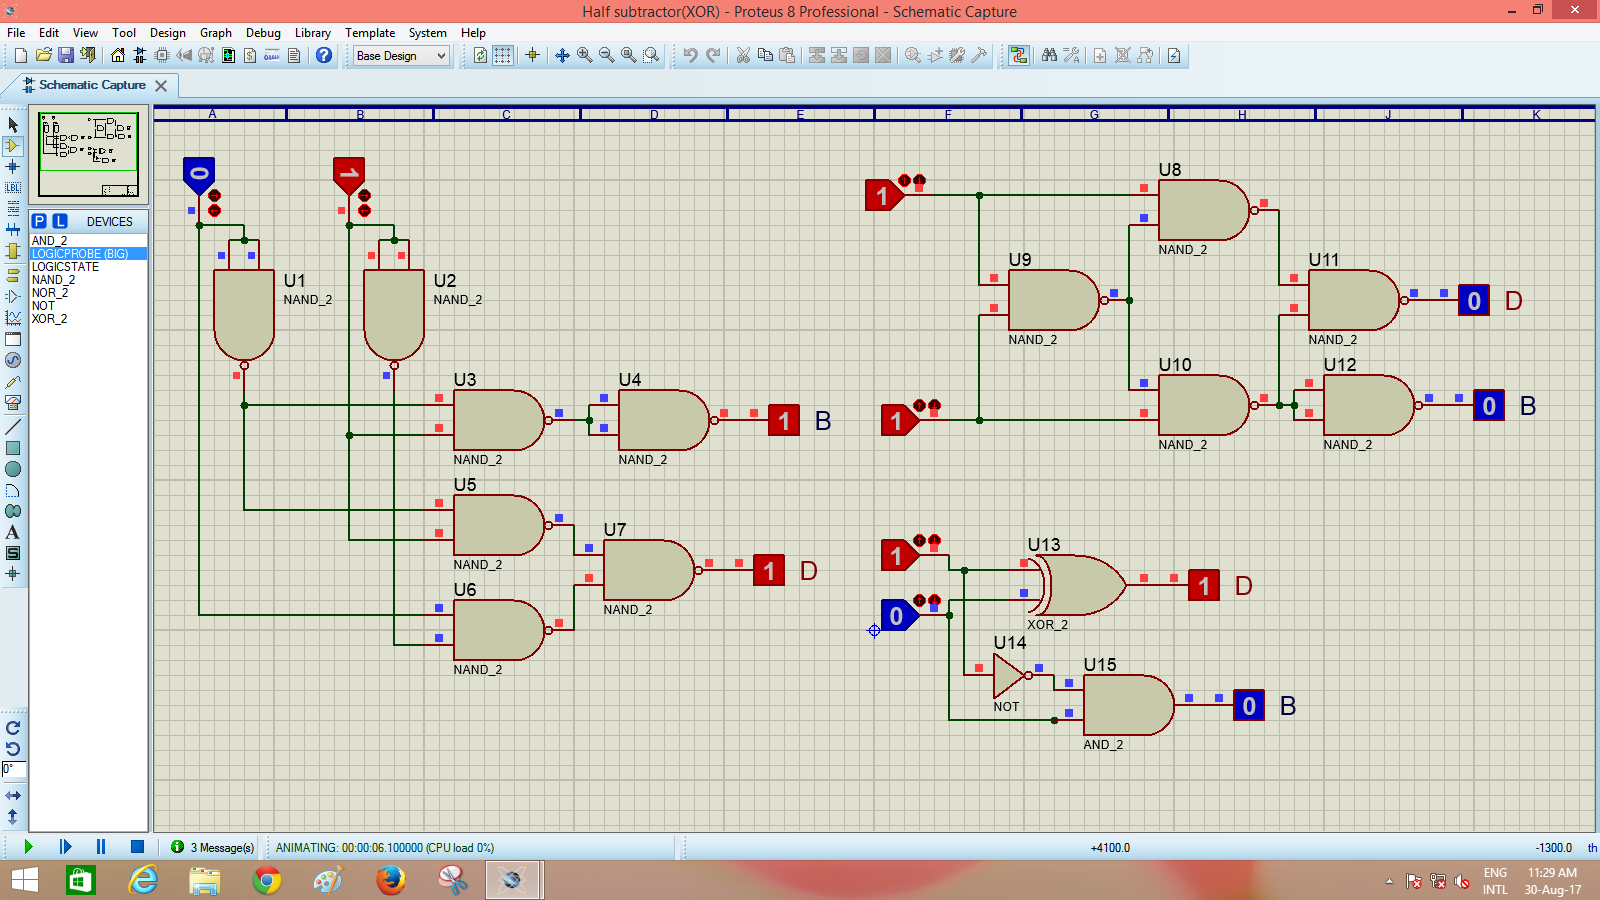 Half subtractor(XOR) - Proteus 8 Professional - Schematic Capture
File Edit View Tool Design Graph Debug Library Template System Help
Base Design
Schematic Capture
A B C D E F G H J K
P L DEVICES
AND_2
LOGICPROBE (BIG)
LOGICSTATE
NAND_2
NOR_2
NOT
XOR_2
LBL
A
S
0°
0
1
U1
NAND_2
U2
NAND_2
U3
NAND_2
U4
NAND_2
1 B
U5
NAND_2
U6
NAND_2
U7
NAND_2
1 D
1
1
U8
NAND_2
U9
NAND_2
U10
NAND_2
U11
NAND_2
0 D
U12
NAND_2
0 B
1
0
U13
XOR_2
1 D
U14
NOT
U15
AND_2
0 B
3 Message(s) ANIMATING: 00:00:06.100000 (CPU load 0%) +4100.0 -1300.0 th
ENG 11:29 AM
INTL 30-Aug-17